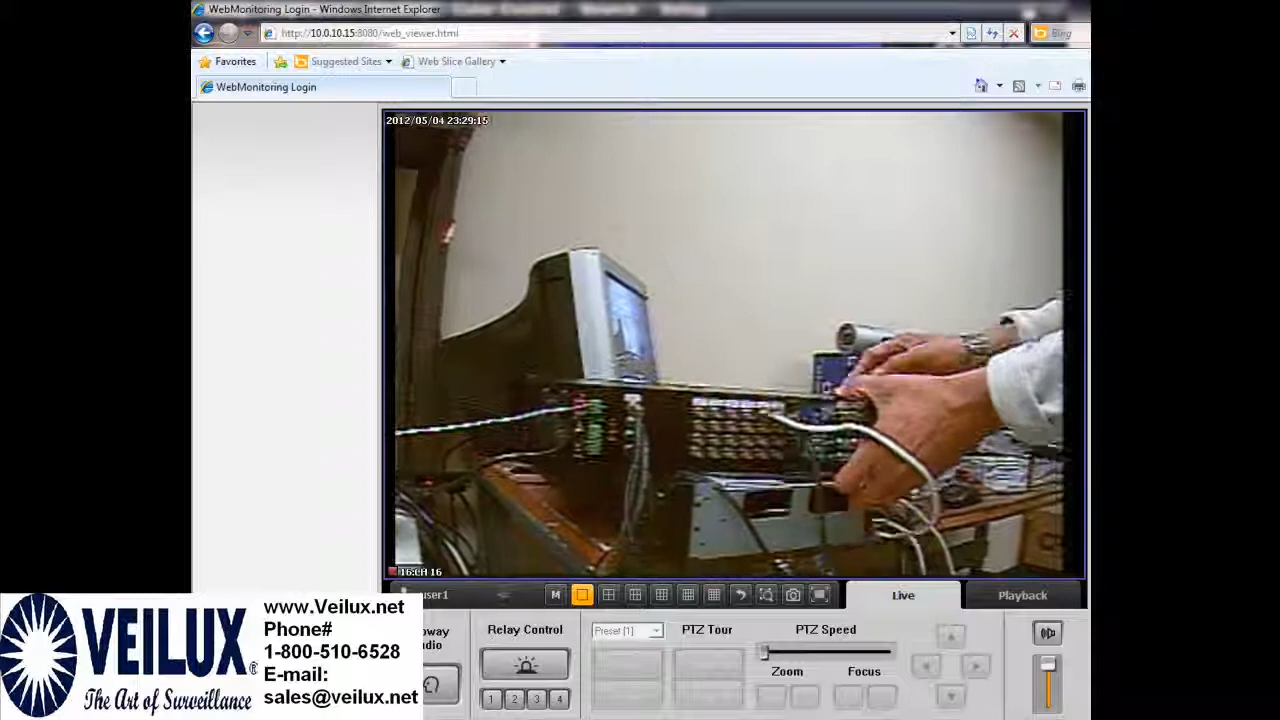 WebMonitoring Login - Windows Internet Explorer
http://10.0.10.15:8080/web_viewer.html
Bing
Favorites
Suggested Sites
Web Slice Gallery
WebMonitoring Login
2012/05/04 23:29:15
16:CH 16
user1
M
Live
Playback
Relay Control
Preset [1]
PTZ Tour
PTZ Speed
Zoom
Focus
1 2 3 4
VEILUX®
The Art of Surveillance
www.Veilux.net
Phone#
1-800-510-6528
E-mail:
sales@veilux.net